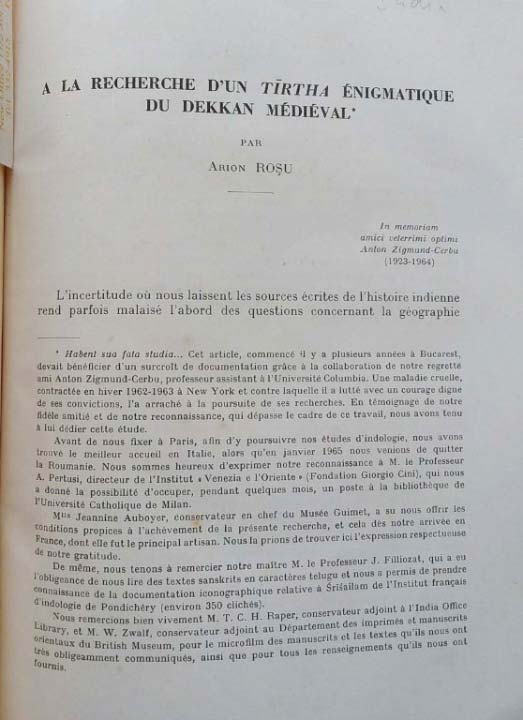 A LA RECHERCHE D'UN TĪRTHA ÉNIGMATIQUE
DU DEKKAN MÉDIÉVAL*
PAR
Arion ROŞU
In memoriam
amici veterrimi optimi
Anton Zigmund-Cerbu
(1923-1964)
L'incertitude où nous laissent les sources écrites de l'histoire indienne
rend parfois malaisé l'abord des questions concernant la géographie
* Habent sua fata studia... Cet article, commencé il y a plusieurs années à Bucarest,
devait bénéficier d'un surcroît de documentation grâce à la collaboration de notre regretté
ami Anton Zigmund-Cerbu, professeur assistant à l'Université Columbia. Une maladie cruelle,
contractée en hiver 1962-1963 à New York et contre laquelle il a lutté avec un courage digne
de ses convictions, l'a arraché à la poursuite de ses recherches. En témoignage de notre
fidèle amitié et de notre reconnaissance, qui dépasse le cadre de ce travail, nous avons tenu
à lui dédier cette étude.
Avant de nous fixer à Paris, afin d'y poursuivre nos études d'indologie, nous avons
trouvé le meilleur accueil en Italie, alors qu'en janvier 1965 nous venions de quitter
la Roumanie. Nous sommes heureux d'exprimer notre reconnaissance à M. le Professeur
A. Pertusi, directeur de l'Institut « Venezia e l'Oriente » (Fondation Giorgio Cini), qui nous
a donné la possibilité d'occuper, pendant quelques mois, un poste à la bibliothèque de
l'Université Catholique de Milan.
Mlle Jeannine Auboyer, conservateur en chef du Musée Guimet, a su nous offrir les
conditions propices à l'achèvement de la présente recherche, et cela dès notre arrivée en
France, dont elle fut le principal artisan. Nous la prions de trouver ici l'expression respectueuse
de notre gratitude.
De même, nous tenons à remercier notre maître M. le Professeur J. Filliozat, qui a eu
l'obligeance de nous lire des textes sanskrits en caractères telugu et nous a permis de prendre
connaissance de la documentation iconographique relative à Śrīśailam de l'Institut français
d'indologie de Pondichéry (environ 350 clichés).
Nous remercions bien vivement M. T. C. H. Raper, conservateur adjoint à l'India Office
Library, et M. W. Zwalf, conservateur adjoint au Département des imprimés et manuscrits
orientaux du British Museum, pour le microfilm des manuscrits et les textes qu'ils nous ont
très obligeamment communiqués, ainsi que pour tous les renseignements qu'ils nous ont
fournis.